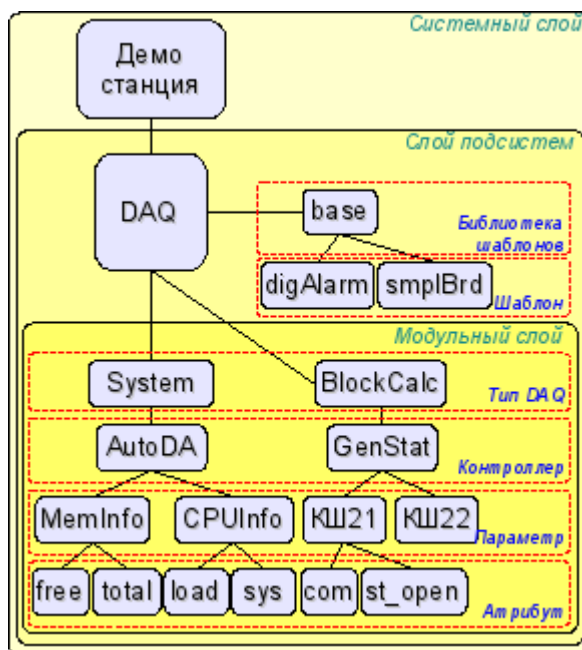 Системный слой
Демо
станция
Слой подсистем
DAQ
base
Библиотека
шаблонов
digAlarm
smplBrd
Шаблон
Модульный слой
System
BlockCalc
Тип DAQ
AutoDA
GenStat
Контроллер
MemInfo
CPUInfo
КШ21
КШ22
Параметр
free
total
load
sys
com
st_open
Атрибут